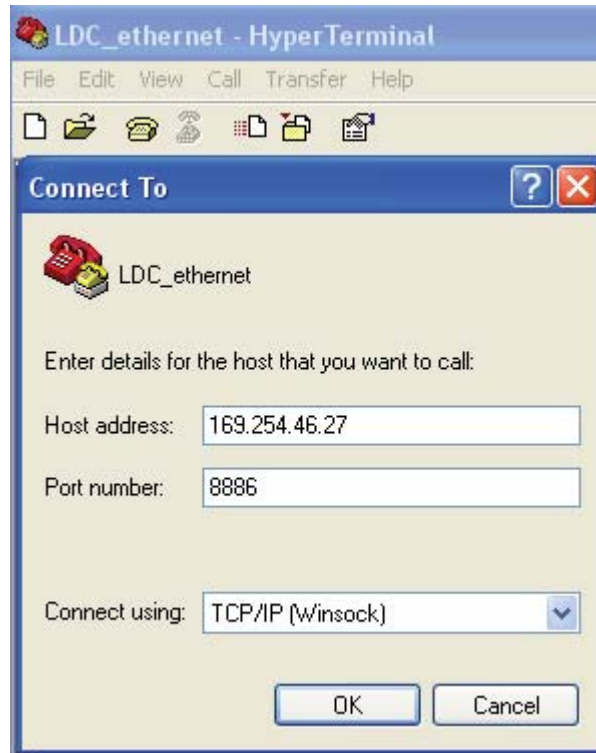 LDC_ethernet - HyperTerminal
File Edit View Call Transfer Help
Connect To
?
LDC_ethernet
Enter details for the host that you want to call:
Host address: 169.254.46.27
Port number: 8886
Connect using: TCP/IP (Winsock)
OK Cancel